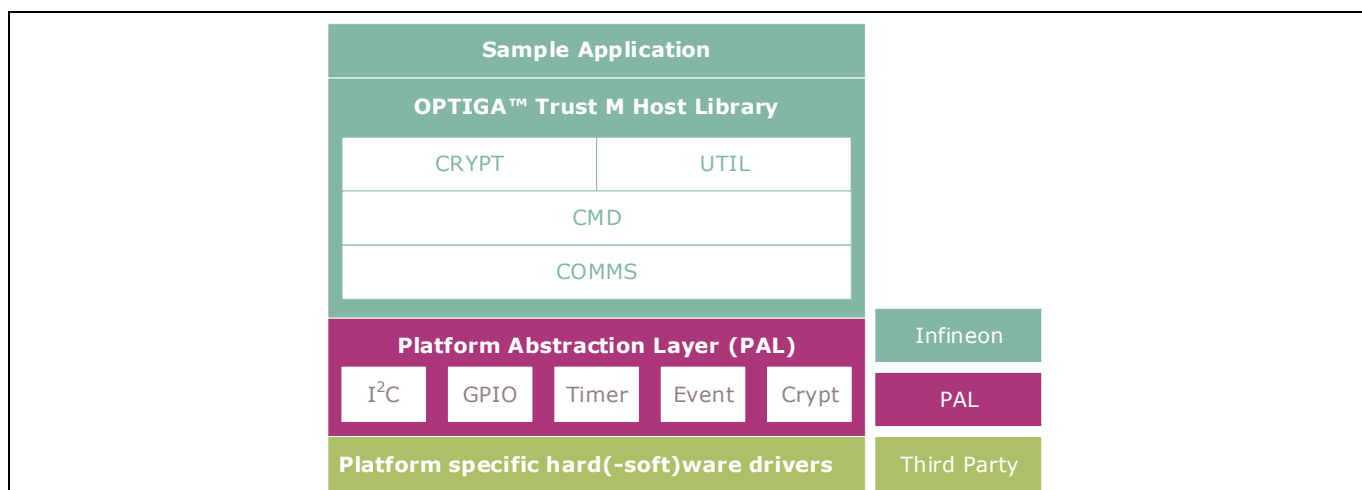 Sample Application
OPTIGA™ Trust M Host Library
CRYPT UTIL
CMD
COMMS
Platform Abstraction Layer (PAL)
I²C GPIO Timer Event Crypt
Platform specific hard(-soft)ware drivers
Infineon
PAL
Third Party